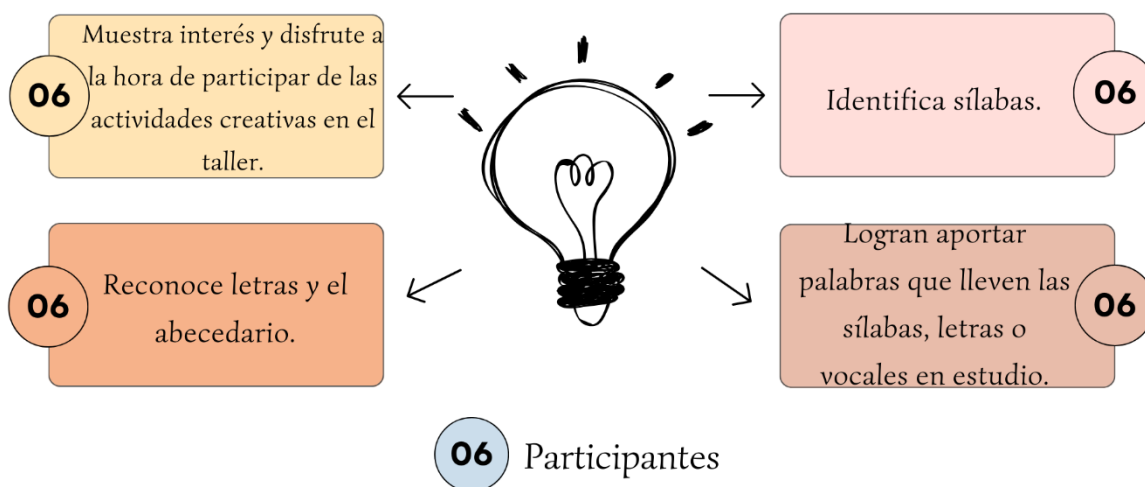 Muestra interés y disfrute a
la hora de participar de las
actividades creativas en el
taller.
06
Identifica sílabas.
06
Reconoce letras y el
abecedario.
06
Logran aportar
palabras que lleven las
sílabas, letras o
vocales en estudio.
06
06 Participantes